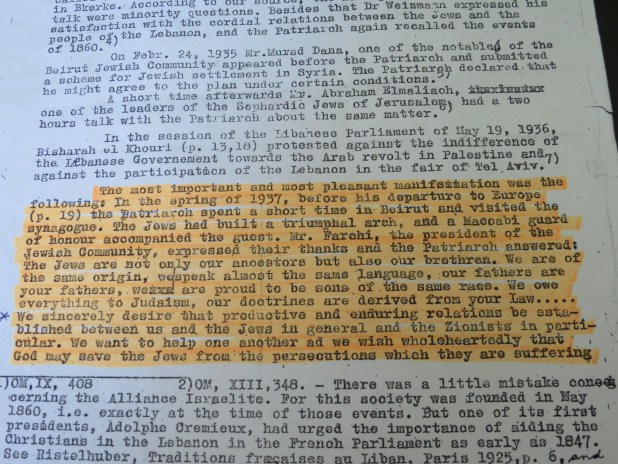 in Bkerke. According to our source, the
talk were minority questions. Besides that Dr Weizmann expressed his
satisfaction with the cordial relations between the Jews and the
people of the Lebanon, and the Patriarch again recalled the events
of 1860.4)
On Febr. 24, 1935 Mr.Murad Dana, one of the notables of the
Beirut Jewish Community appeared before the Patriarch and submitted
a scheme for Jewish settlement in Syria. The Patriarch declared that
he might agree to the plan under certain conditions.
A short time afterwards Mr. Abraham Elmaliach,
one of the leaders of the Sephardic Jews of Jerusalem, had a two
hours talk with the Patriarch about the same matter.
In the session of the Libanese Parliament of May 19, 1936,
Bisharah el Khouri (p. 13,18) protested against the indifference of
the Lebanese Governement towards the Arab revolt in Palestine and
against the participation of the Lebanon in the fair of Tel Aviv.7)
The most important and most pleasant manifestation was the
following: In the spring of 1937, before his departure to Europe
(p. 19) the Patriarch spent a short time in Beirut and visited the
synagogue. The Jews had built a triumphal arch, and a Maccabi guard
of honour accompanied the guest. Mr. Farchi, the president of the
Jewish Community, expressed their thanks and the Patriarch answered:
The Jews are not only our ancestors but also our brethren. We are of
the same origin, we speak almost the same language, our fathers are
your fathers, we are proud to be sons of the same race. We owe
everything to Judaism, our doctrines are derived from your Law.....
We sincerely desire that productive and enduring relations be esta-
blished between us and the Jews in general and the Zionists in parti-
cular. We want to help one another ad we wish wholeheartedly that
God may save the Jews from the persecutions which they are suffering
1)OM,IX, 408 2)OM, XIII,348. - There was a little mistake con
cerning the Alliance Israelite. For this society was founded in May
1860, i.e. exactly at the time of those events. But one of its first
presidents, Adolphe Cremieux, had urged the importance of aiding the
Christians in the Lebanon in the French Parliament as early as 1847.
See Ristelhuber, Traditions françaises au Liban, Paris 1925,p. 6, and